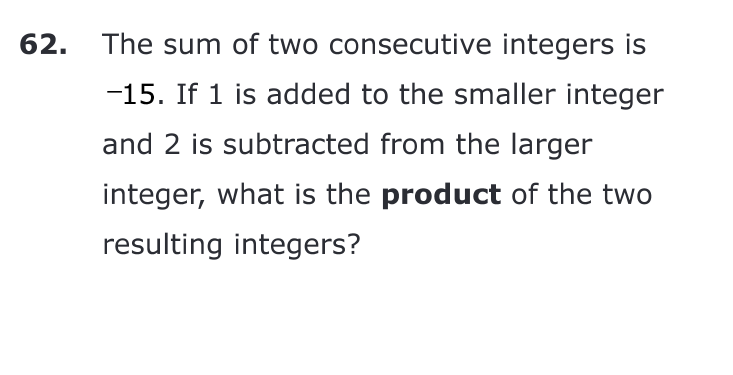 62. The sum of two consecutive integers is
−15. If 1 is added to the smaller integer
and 2 is subtracted from the larger
integer, what is the product of the two
resulting integers?